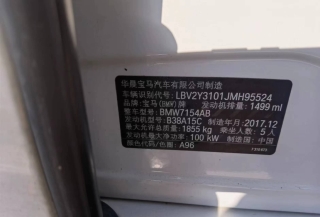 华晨宝马汽车有限公司制造
车辆识别代号: LBV2Y3101JMH95524
品牌: 宝马(BMW)牌 发动机排量: 1499 ml
整车型号: BMW7154AB
发动机型号: B38A15C 制造年月: 2017.12
最大允许总质量: 1855 kg 乘坐人数: 5人
发动机最大净功率: 100 kW 制造国: 中国
颜色代码/色漆: A96